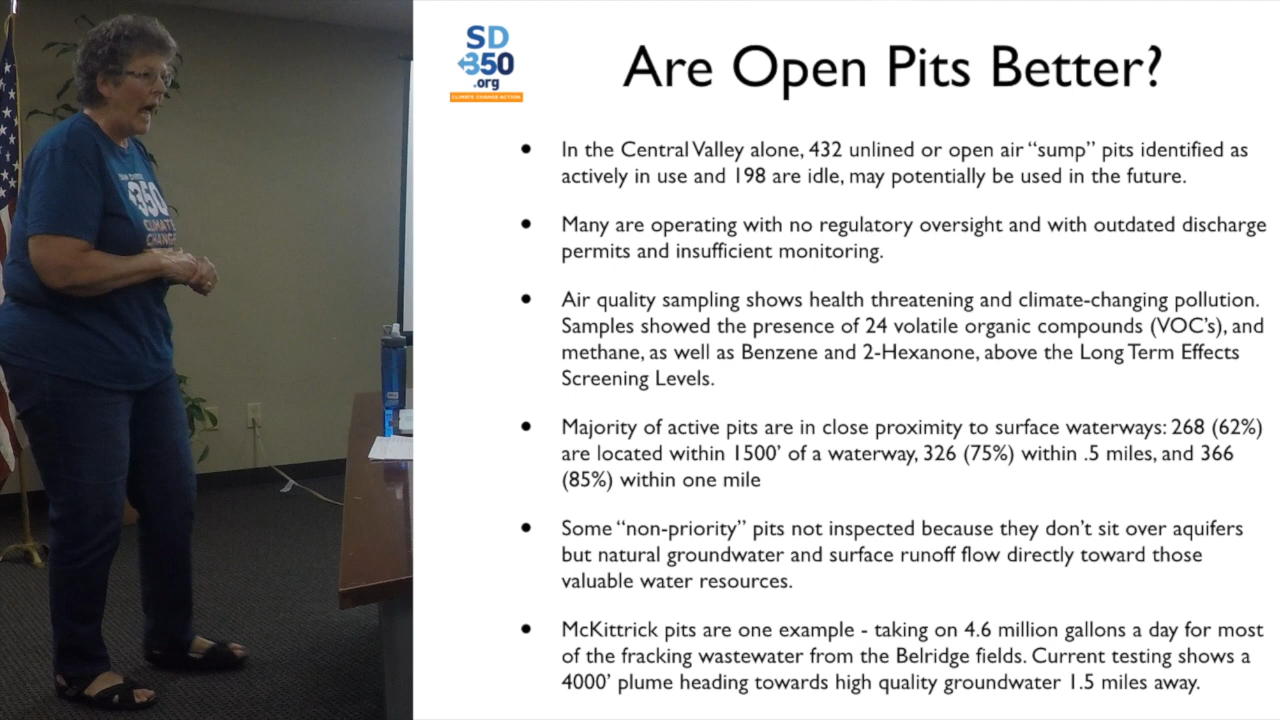 SD
350
.org
CLIMATE CHANGE ACTION
Are Open Pits Better?
• In the Central Valley alone, 432 unlined or open air “sump” pits identified as
actively in use and 198 are idle, may potentially be used in the future.
• Many are operating with no regulatory oversight and with outdated discharge
permits and insufficient monitoring.
• Air quality sampling shows health threatening and climate-changing pollution.
Samples showed the presence of 24 volatile organic compounds (VOC’s), and
methane, as well as Benzene and 2-Hexanone, above the Long Term Effects
Screening Levels.
• Majority of active pits are in close proximity to surface waterways: 268 (62%)
are located within 1500’ of a waterway, 326 (75%) within .5 miles, and 366
(85%) within one mile
• Some “non-priority” pits not inspected because they don’t sit over aquifers
but natural groundwater and surface runoff flow directly toward those
valuable water resources.
• McKittrick pits are one example - taking on 4.6 million gallons a day for most
of the fracking wastewater from the Belridge fields. Current testing shows a
4000’ plume heading towards high quality groundwater 1.5 miles away.
350
CLIMATE
CHANGE